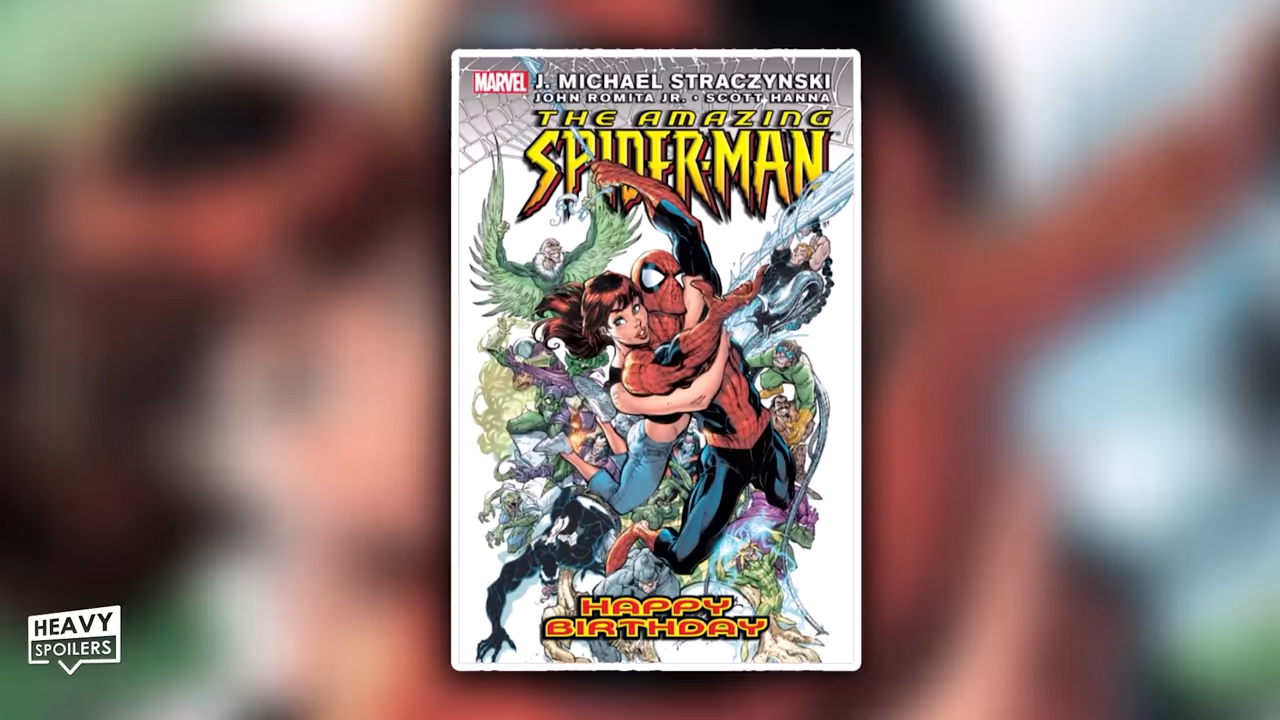 MARVEL J. MICHAEL STRACZYNSKI
JOHN ROMITA JR. • SCOTT HANNA
THE AMAZING
SPIDER-MAN
HAPPY
BIRTHDAY
HEAVY
SPOILERS